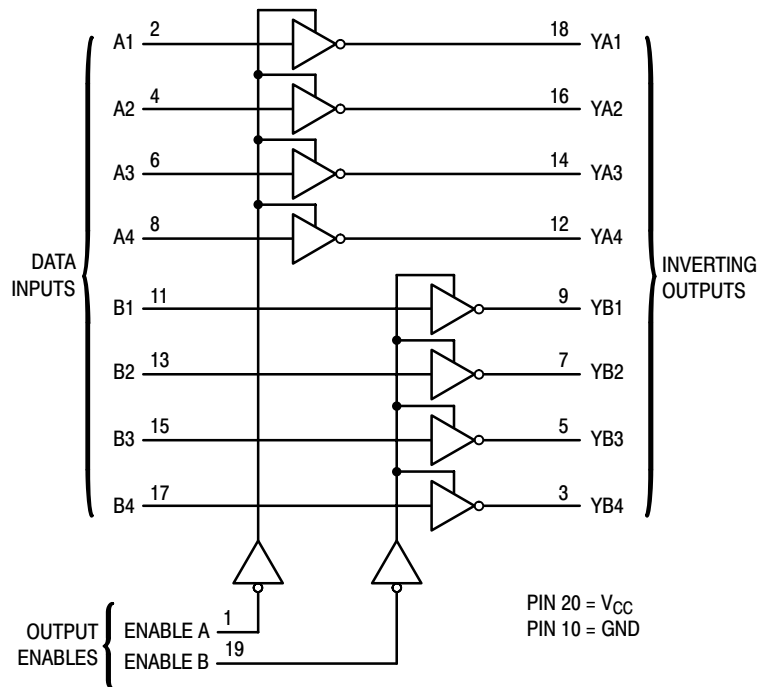 A1 2 18 YA1
A2 4 16 YA2
A3 6 14 YA3
A4 8 12 YA4
DATA
INPUTS
INVERTING
OUTPUTS
B1 11 9 YB1
B2 13 7 YB2
B3 15 5 YB3
B4 17 3 YB4
OUTPUT
ENABLES
ENABLE A 1
ENABLE B 19
PIN 20 = VCC
PIN 10 = GND